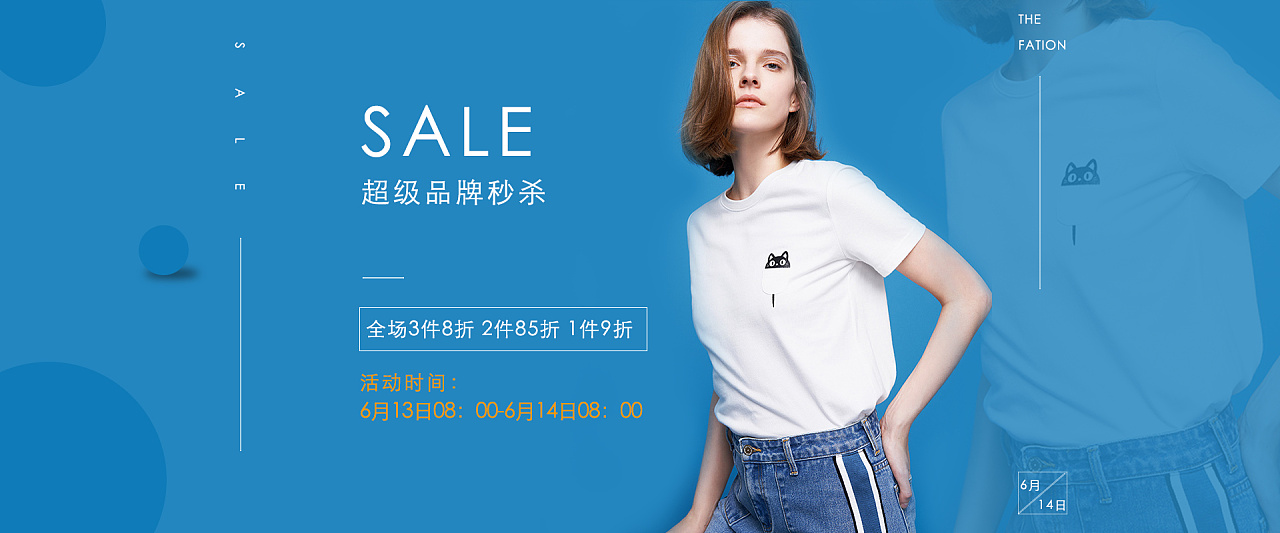 SALE
SALE
超级品牌秒杀
全场3件8折 2件85折 1件9折
活动时间：
6月13日08：00-6月14日08：00
THE
FATION
6月
14日